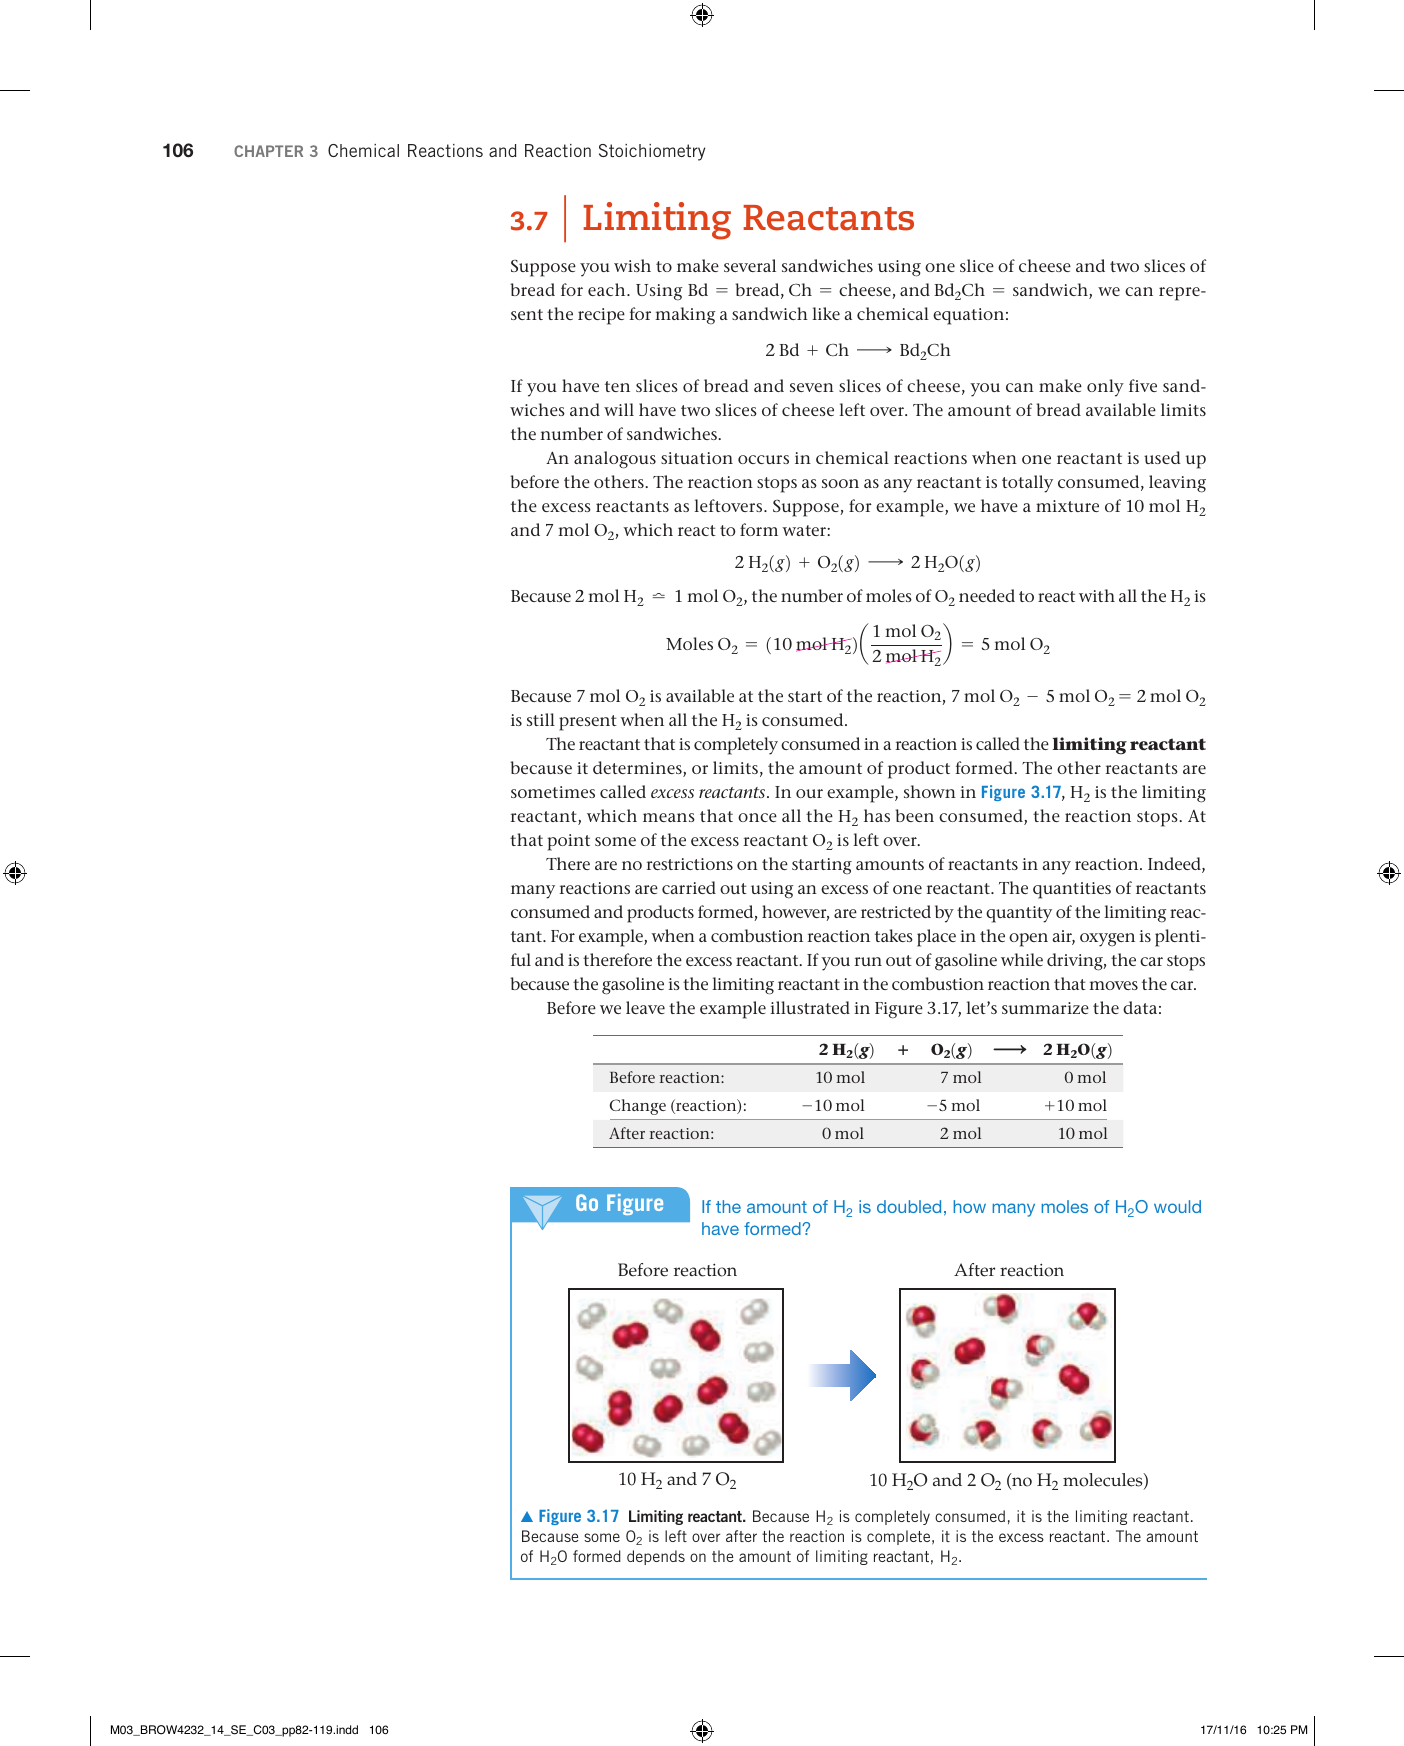 106 CHAPTER 3 Chemical Reactions and Reaction Stoichiometry
3.7 Limiting Reactants
Suppose you wish to make several sandwiches using one slice of cheese and two slices of
bread for each. Using Bd = bread, Ch = cheese, and Bd₂Ch = sandwich, we can repre-
sent the recipe for making a sandwich like a chemical equation:
2 Bd + Ch ⟶ Bd₂Ch
If you have ten slices of bread and seven slices of cheese, you can make only five sand-
wiches and will have two slices of cheese left over. The amount of bread available limits
the number of sandwiches.
An analogous situation occurs in chemical reactions when one reactant is used up
before the others. The reaction stops as soon as any reactant is totally consumed, leaving
the excess reactants as leftovers. Suppose, for example, we have a mixture of 10 mol H₂
and 7 mol O₂, which react to form water:
2 H₂(g) + O₂(g) ⟶ 2 H₂O(g)
Because 2 mol H₂ ≏ 1 mol O₂, the number of moles of O₂ needed to react with all the H₂ is
Moles O₂ = (10 mol H₂)(1 mol O₂ / 2 mol H₂) = 5 mol O₂
Because 7 mol O₂ is available at the start of the reaction, 7 mol O₂ − 5 mol O₂ = 2 mol O₂
is still present when all the H₂ is consumed.
The reactant that is completely consumed in a reaction is called the limiting reactant
because it determines, or limits, the amount of product formed. The other reactants are
sometimes called excess reactants. In our example, shown in Figure 3.17, H₂ is the limiting
reactant, which means that once all the H₂ has been consumed, the reaction stops. At
that point some of the excess reactant O₂ is left over.
There are no restrictions on the starting amounts of reactants in any reaction. Indeed,
many reactions are carried out using an excess of one reactant. The quantities of reactants
consumed and products formed, however, are restricted by the quantity of the limiting reac-
tant. For example, when a combustion reaction takes place in the open air, oxygen is plenti-
ful and is therefore the excess reactant. If you run out of gasoline while driving, the car stops
because the gasoline is the limiting reactant in the combustion reaction that moves the car.
Before we leave the example illustrated in Figure 3.17, let’s summarize the data:
2 H₂(g) + O₂(g) ⟶ 2 H₂O(g)
Before reaction: 10 mol 7 mol 0 mol
Change (reaction): −10 mol −5 mol +10 mol
After reaction: 0 mol 2 mol 10 mol
Go Figure If the amount of H₂ is doubled, how many moles of H₂O would
have formed?
Before reaction After reaction
10 H₂ and 7 O₂ 10 H₂O and 2 O₂ (no H₂ molecules)
▲ Figure 3.17 Limiting reactant. Because H₂ is completely consumed, it is the limiting reactant.
Because some O₂ is left over after the reaction is complete, it is the excess reactant. The amount
of H₂O formed depends on the amount of limiting reactant, H₂.
M03_BROW4232_14_SE_C03_pp82-119.indd 106 17/11/16 10:25 PM